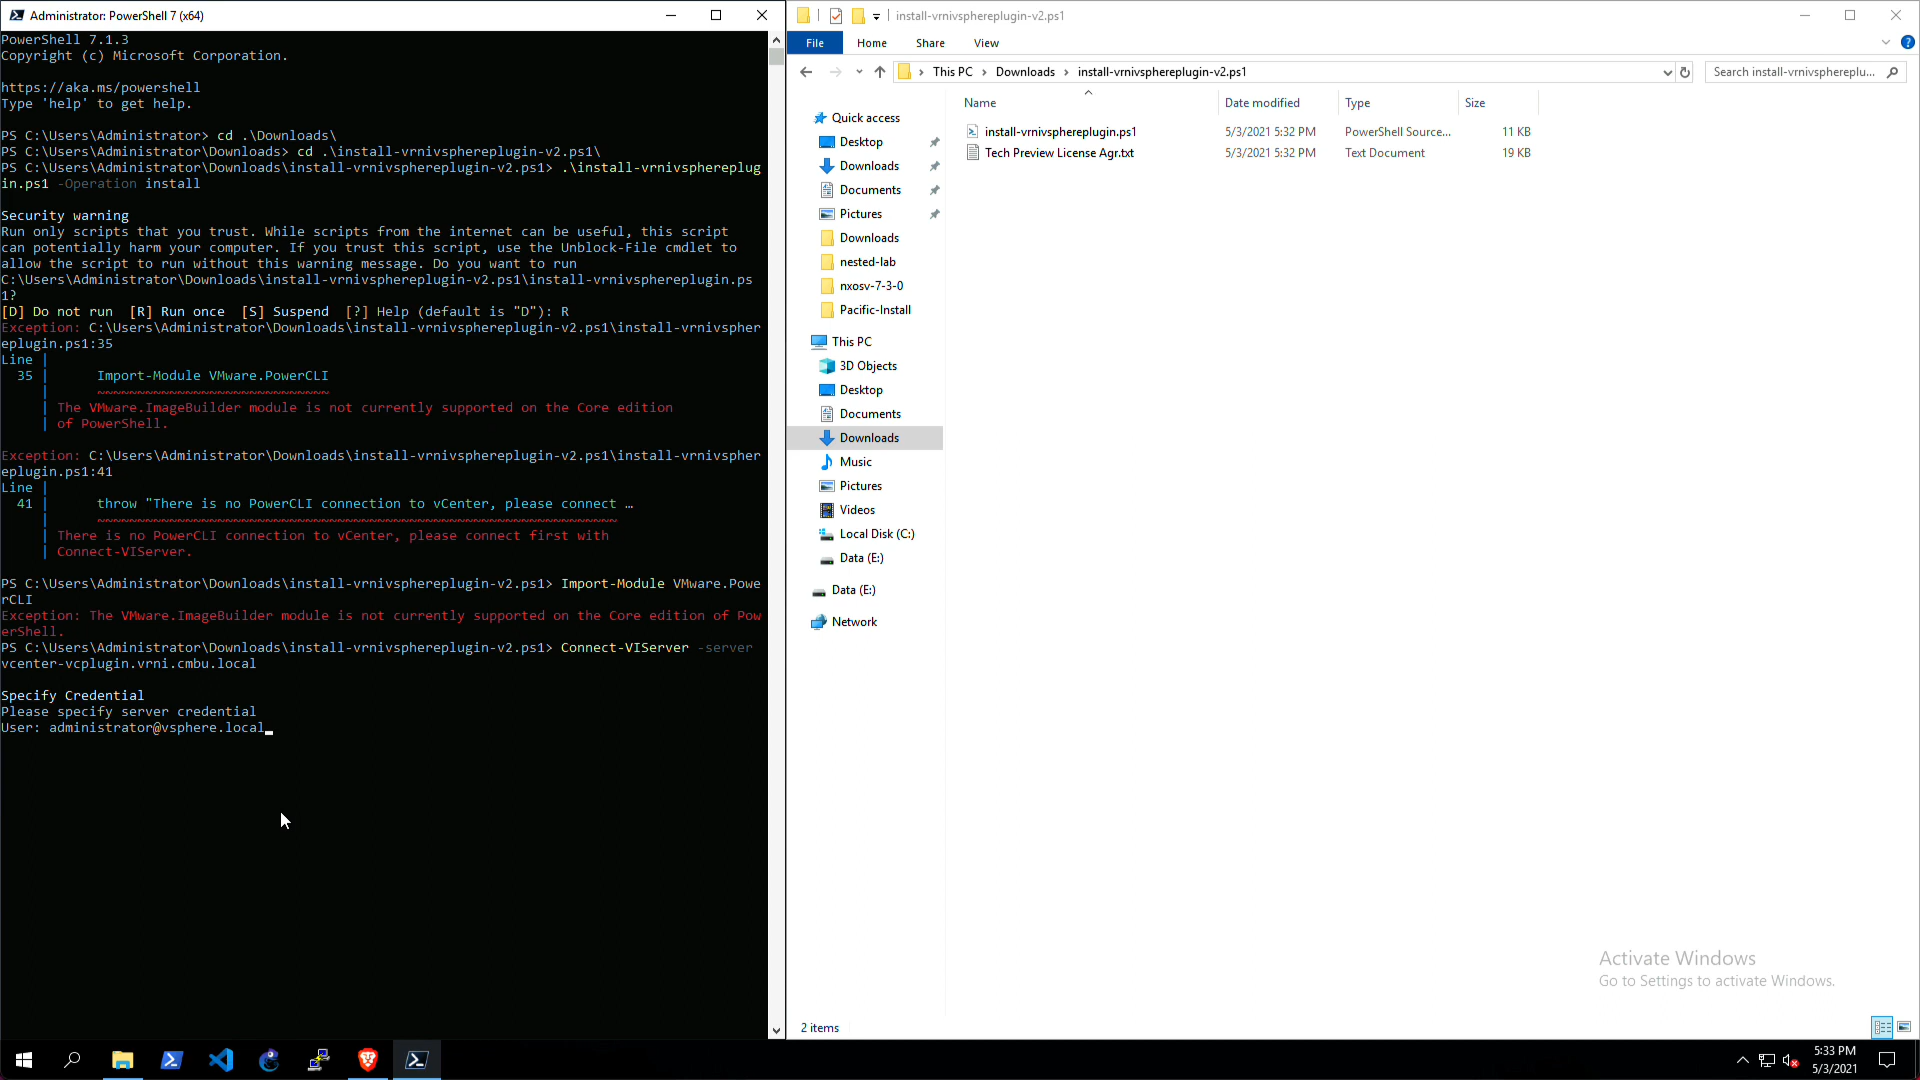 Administrator: PowerShell 7 (x64)
PowerShell 7.1.3
Copyright (c) Microsoft Corporation.
https://aka.ms/powershell
Type 'help' to get help.
PS C:\Users\Administrator> cd .\Downloads\
PS C:\Users\Administrator\Downloads> cd .\install-vrnivsphereplugin-v2.ps1\
PS C:\Users\Administrator\Downloads\install-vrnivsphereplugin-v2.ps1> .\install-vrnivsphereplug
in.ps1 -Operation install
Security warning
Run only scripts that you trust. While scripts from the internet can be useful, this script
can potentially harm your computer. If you trust this script, use the Unblock-File cmdlet to
allow the script to run without this warning message. Do you want to run
C:\Users\Administrator\Downloads\install-vrnivsphereplugin-v2.ps1\install-vrnivsphereplugin.ps
1?
[D] Do not run  [R] Run once  [S] Suspend  [?] Help (default is "D"): R
Exception: C:\Users\Administrator\Downloads\install-vrnivsphereplugin-v2.ps1\install-vrnivspher
eplugin.ps1:35
Line |
35 | Import-Module VMware.PowerCLI
| ~~~~~~~~~~~~~~~~~~~~~~~~~~~~~
| The VMware.ImageBuilder module is not currently supported on the Core edition
| of PowerShell.
Exception: C:\Users\Administrator\Downloads\install-vrnivsphereplugin-v2.ps1\install-vrnivspher
eplugin.ps1:41
Line |
41 | throw "There is no PowerCLI connection to vCenter, please connect …
| ~~~~~~~~~~~~~~~~~~~~~~~~~~~~~~~~~~~~~~~~~~~~~~~~~~~~~~~~~~~~~~~~~
| There is no PowerCLI connection to vCenter, please connect first with
| Connect-VIServer.
PS C:\Users\Administrator\Downloads\install-vrnivsphereplugin-v2.ps1> Import-Module VMware.Powe
rCLI
Exception: The VMware.ImageBuilder module is not currently supported on the Core edition of Pow
erShell.
PS C:\Users\Administrator\Downloads\install-vrnivsphereplugin-v2.ps1> Connect-VIServer -server
vcenter-vcplugin.vrni.cmbu.local
Specify Credential
Please specify server credential
User: administrator@vsphere.local
install-vrnivsphereplugin-v2.ps1
File Home Share View
This PC > Downloads > install-vrnivsphereplugin-v2.ps1
Search install-vrnivsphereplu...
Name Date modified Type Size
install-vrnivsphereplugin.ps1 5/3/2021 5:32 PM PowerShell Source... 11 KB
Tech Preview License Agr.txt 5/3/2021 5:32 PM Text Document 19 KB
Quick access
Desktop
Downloads
Documents
Pictures
Downloads
nested-lab
nxosv-7-3-0
Pacific-Install
This PC
3D Objects
Desktop
Documents
Downloads
Music
Pictures
Videos
Local Disk (C:)
Data (E:)
Data (E:)
Network
Activate Windows
Go to Settings to activate Windows.
2 items
5:33 PM
5/3/2021